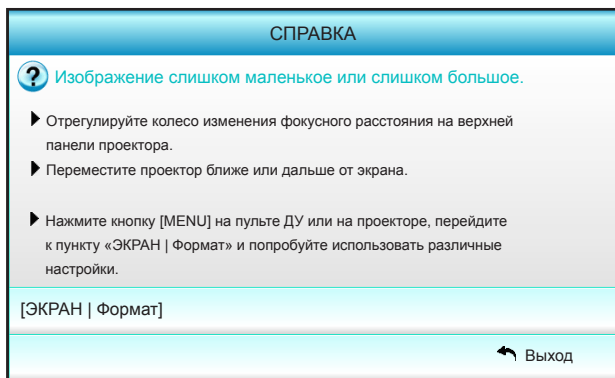 СПРАВКА
Изображение слишком маленькое или слишком большое.
Отрегулируйте колесо изменения фокусного расстояния на верхней
панели проектора.
Переместите проектор ближе или дальше от экрана.
Нажмите кнопку [MENU] на пульте ДУ или на проекторе, перейдите
к пункту «ЭКРАН | Формат» и попробуйте использовать различные
настройки.
[ЭКРАН | Формат]
Выход